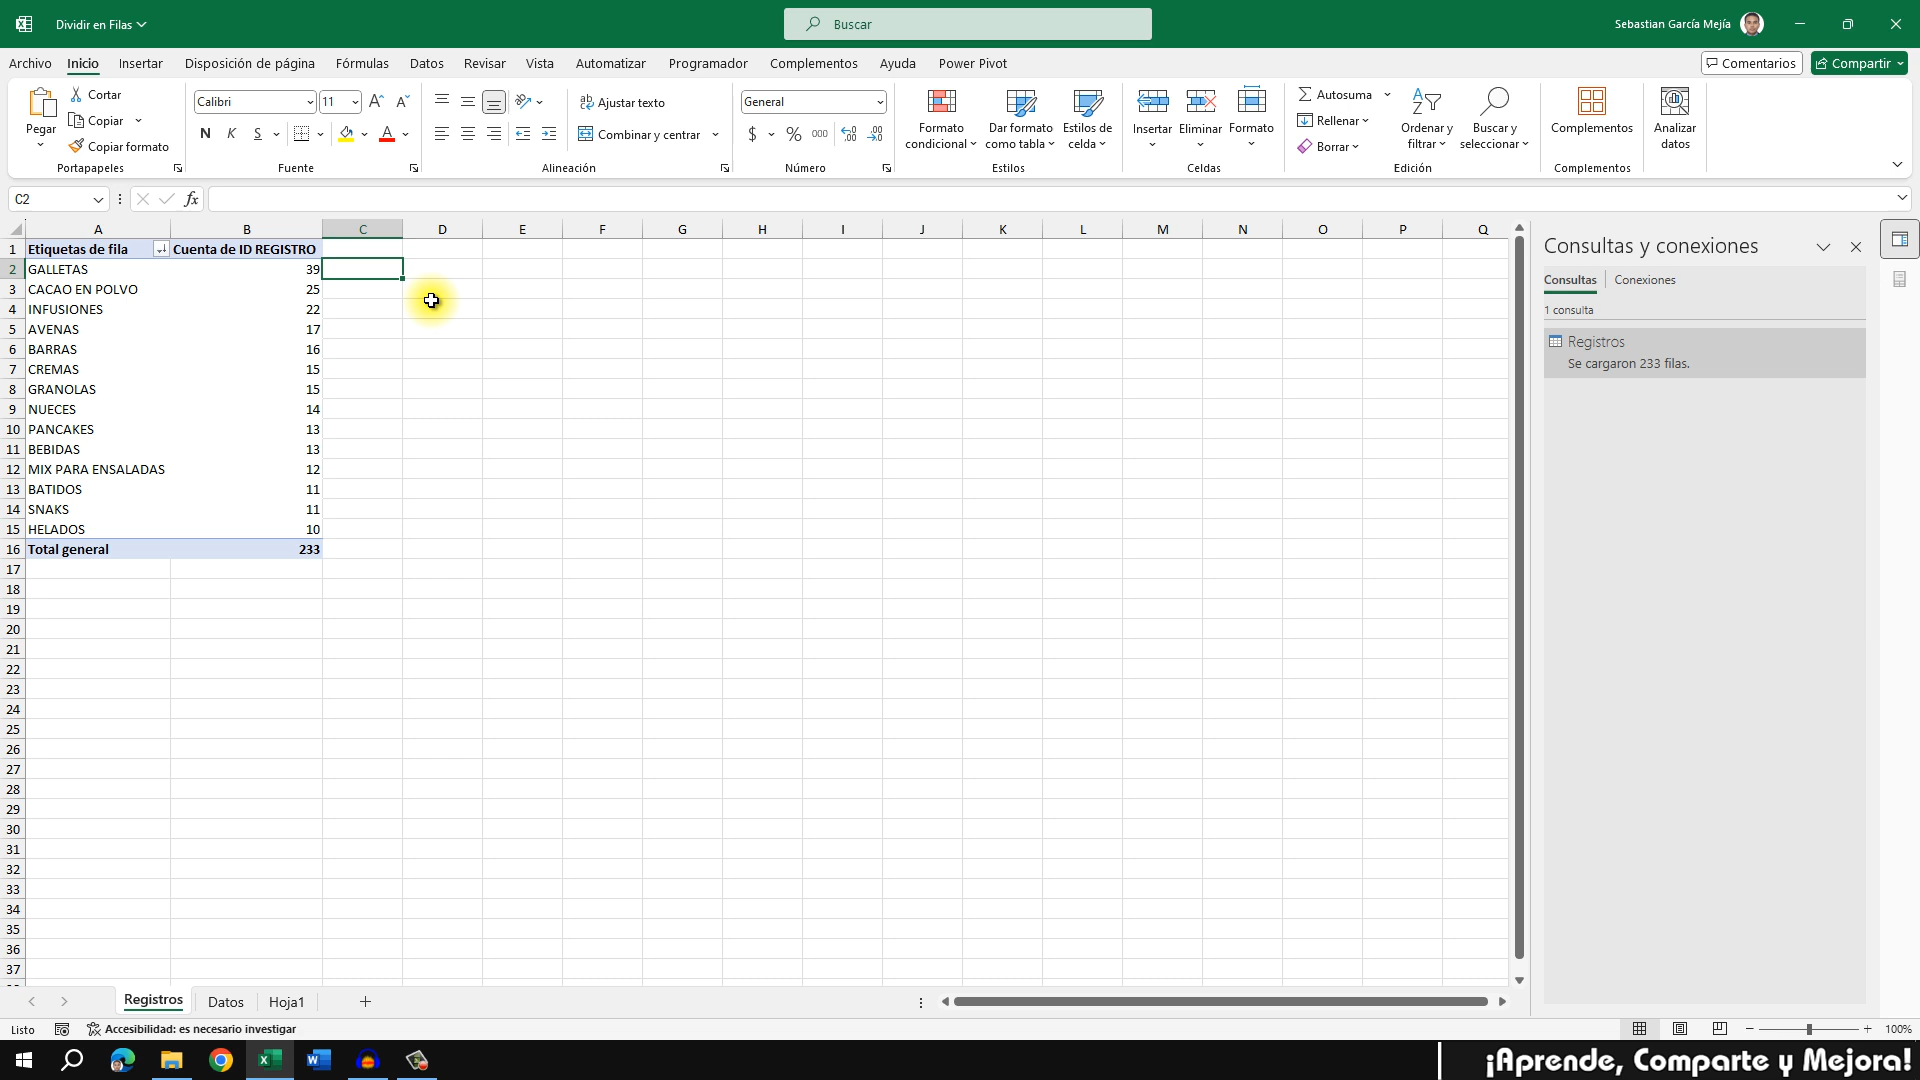 Dividir en Filas
Buscar
Sebastian García Mejía
Archivo Inicio Insertar Disposición de página Fórmulas Datos Revisar Vista Automatizar Programador Complementos Ayuda Power Pivot
Comentarios Compartir
Pegar
Cortar
Copiar
Copiar formato
Portapapeles
Calibri 11
N K S
Fuente
Ajustar texto
Combinar y centrar
Alineación
General
$ % 000
Número
Formato condicional
Dar formato como tabla
Estilos de celda
Estilos
Insertar Eliminar Formato
Celdas
Autosuma
Rellenar
Borrar
Ordenar y filtrar
Buscar y seleccionar
Edición
Complementos
Complementos
Analizar datos
C2 fx
A B C D E F G H I J K L M N O P Q
1 Etiquetas de fila Cuenta de ID REGISTRO
2 GALLETAS 39
3 CACAO EN POLVO 25
4 INFUSIONES 22
5 AVENAS 17
6 BARRAS 16
7 CREMAS 15
8 GRANOLAS 15
9 NUECES 14
10 PANCAKES 13
11 BEBIDAS 13
12 MIX PARA ENSALADAS 12
13 BATIDOS 11
14 SNAKS 11
15 HELADOS 10
16 Total general 233
17
18
19
20
21
22
23
24
25
26
27
28
29
30
31
32
33
34
35
36
37
Consultas y conexiones
Consultas Conexiones
1 consulta
Registros
Se cargaron 233 filas.
Registros Datos Hoja1
Listo Accesibilidad: es necesario investigar
100%
¡Aprende, Comparte y Mejora!